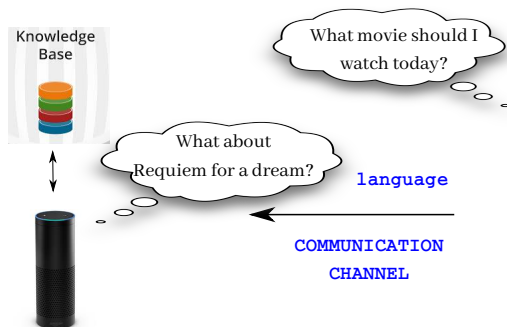 Knowledge
Base
What movie should I
watch today?
What about
Requiem for a dream?
language
COMMUNICATION
CHANNEL